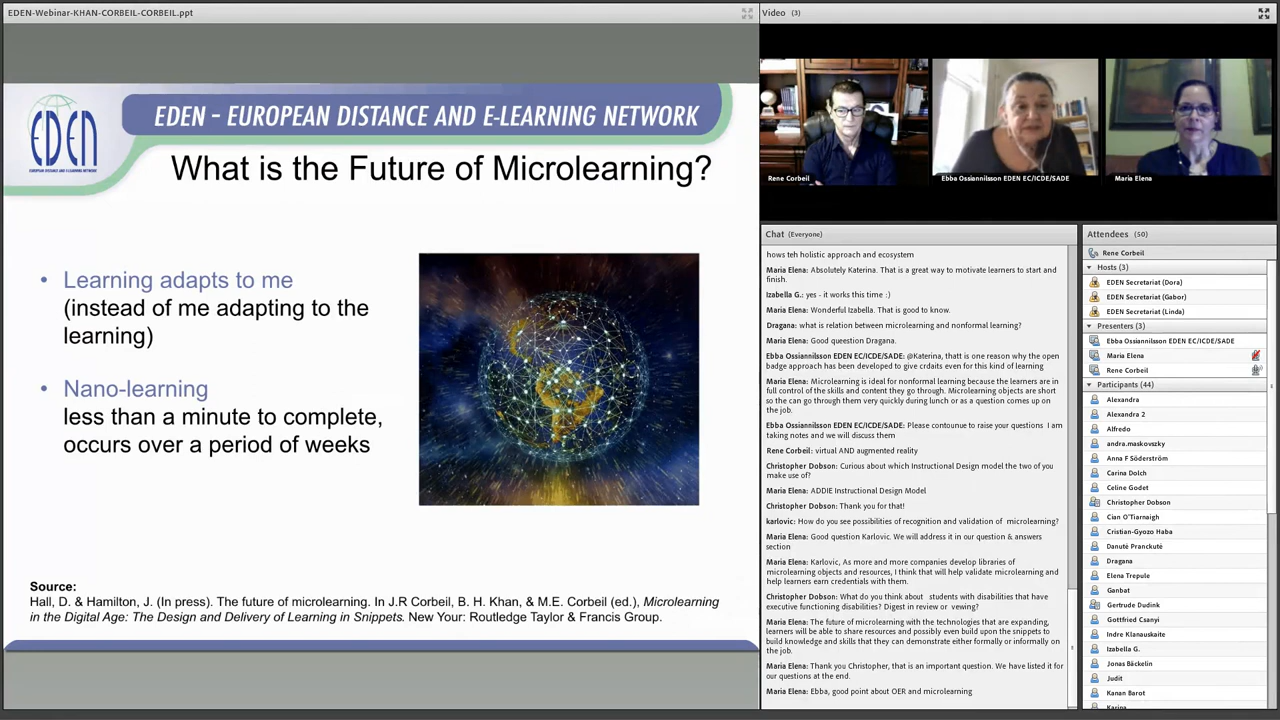 EDEN-Webinar-KHAN-CORBEIL-CORBEIL.ppt
EDEN
EUROPEAN DISTANCE AND E-LEARNING NETWORK
EDEN - EUROPEAN DISTANCE AND E-LEARNING NETWORK
What is the Future of Microlearning?
• Learning adapts to me
(instead of me adapting to the
learning)
• Nano-learning
less than a minute to complete,
occurs over a period of weeks
Source:
Hall, D. & Hamilton, J. (In press). The future of microlearning. In J.R Corbeil, B. H. Khan, & M.E. Corbeil (ed.), Microlearning
in the Digital Age: The Design and Delivery of Learning in Snippets. New Your: Routledge Taylor & Francis Group.
Video (3)
Rene Corbeil
Ebba Ossiannilsson EDEN EC/ICDE/SADE
Maria Elena
Chat (Everyone)
hows teh holistic approach and ecosystem
Maria Elena: Absolutely Katerina. That is a great way to motivate learners to start and
finish.
Izabella G.: yes - it works this time :)
Maria Elena: Wonderful Izabella. That is good to know.
Dragana: what is relation between microlearning and nonformal learning?
Maria Elena: Good question Dragana.
Ebba Ossiannilsson EDEN EC/ICDE/SADE: @Katerina, thatt is one reason why the open
badge approach has been developed to give crdaits even for this kind of learning
Maria Elena: Microlearning is ideal for nonformal learning because the learners are in
full control of the skills and content they go through. Microlearning objects are short
so the can go through them very quickly during lunch or as a question comes up on
the job.
Ebba Ossiannilsson EDEN EC/ICDE/SADE: Please contounue to raise your questions I am
taking notes and we will discuss them
Rene Corbeil: virtual AND augmented reality
Christopher Dobson: Curious about which Instructional Design model the two of you
make use of?
Maria Elena: ADDIE Instructional Design Model
Christopher Dobson: Thank you for that!
karlovic: How do you see possibilities of recognition and validation of microlearning?
Maria Elena: Good question Karlovic. We will address it in our question & answers
section
Maria Elena: Karlovic, As more and more companies develop libraries of
microlearning objects and resources, I think that will help validate microlearning and
help learners earn credentials with them.
Christopher Dobson: What do you think about students with disabilities that have
executive functioning disabilities? Digest in review or vewing?
Maria Elena: The future of microlearning with the technologies that are expanding,
learners will be able to share resources and possibly even build upon the snippets to
build knowledge and skills that they can demonstrate either formally or informally on
the job.
Maria Elena: Thank you Christopher, that is an important question. We have listed it for
our questions at the end.
Maria Elena: Ebba, good point about OER and microlearning
Attendees (50)
Rene Corbeil
Hosts (3)
EDEN Secretariat (Dora)
EDEN Secretariat (Gabor)
EDEN Secretariat (Linda)
Presenters (3)
Ebba Ossiannilsson EDEN EC/ICDE/SADE
Maria Elena
Rene Corbeil
Participants (44)
Alexandra
Alexandra 2
Alfredo
andra.maskovszky
Anna F Söderström
Carina Dolch
Celine Godet
Christopher Dobson
Cian O'Tiarnaigh
Cristian-Gyozo Haba
Danutė Pranckutė
Dragana
Elena Trepule
Ganbat
Gertrude Dudink
Gottfried Csanyi
Indre Klanauskaite
Izabella G.
Jonas Bäckelin
Judit
Kanan Barot
Karina